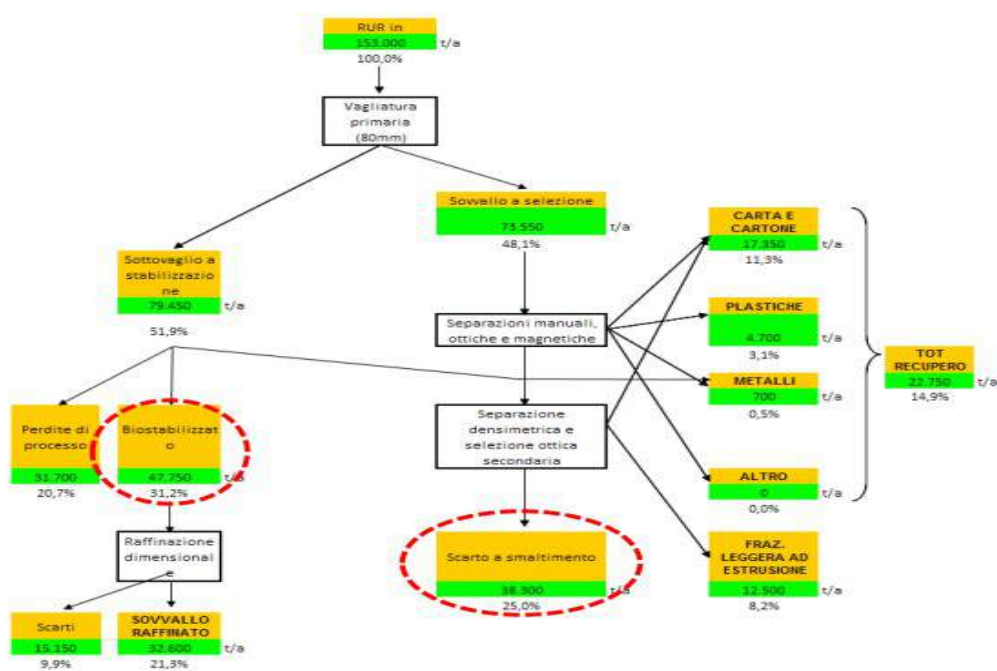 RUR in
153.000 t/a
100,0%
Vagliatura
primaria
(80mm)
Sovvallo a selezione
73.550 t/a
48,1%
Sottovaglio a
stabilizzazio
ne
79.450 t/a
51,9%
CARTA E
CARTONE
17.350 t/a
11,3%
Separazioni manuali,
ottiche e magnetiche
PLASTICHE
4.700 t/a
3,1%
METALLI
700 t/a
0,5%
TOT
RECUPERO
22.750 t/a
14,9%
Perdite di
processo
31.700
20,7%
Biostabilizzat
o
47.750 t/a
31,2%
Separazione
densimetrica e
selezione ottica
secondaria
ALTRO
0 t/a
0,0%
Raffinazione
dimensional
e
Scarto a smaltimento
38.300 t/a
25,0%
FRAZ.
LEGGERA AD
ESTRUSIONE
12.500 t/a
8,2%
Scarti
15.150
9,9%
SOVVALLO
RAFFINATO
32.600 t/a
21,3%